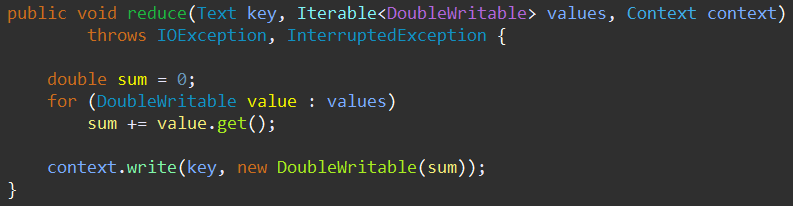 public void reduce(Text key, Iterable<DoubleWritable> values, Context context)
        throws IOException, InterruptedException {

    double sum = 0;
    for (DoubleWritable value : values)
        sum += value.get();

    context.write(key, new DoubleWritable(sum));
}